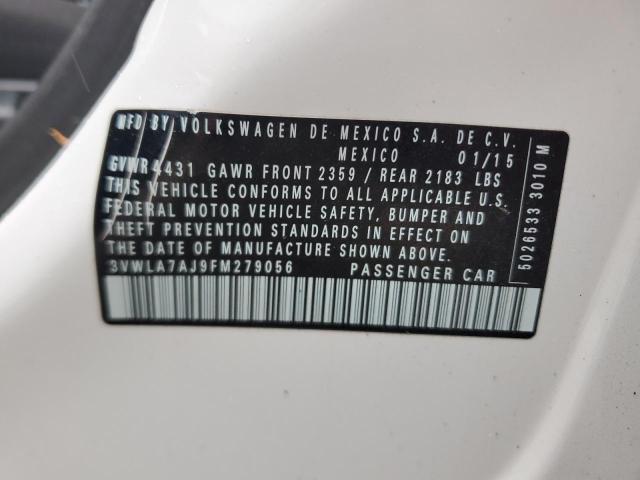 MFD. BY VOLKSWAGEN DE MEXICO S.A. DE C.V.
MEXICO 01/15
GVWR 4431 GAWR FRONT 2359 / REAR 2183 LBS
THIS VEHICLE CONFORMS TO ALL APPLICABLE U.S.
FEDERAL MOTOR VEHICLE SAFETY, BUMPER AND
THEFT PREVENTION STANDARDS IN EFFECT ON
THE DATE OF MANUFACTURE SHOWN ABOVE.
3VWLA7AJ9FM279056 PASSENGER CAR
5026533 3010 M